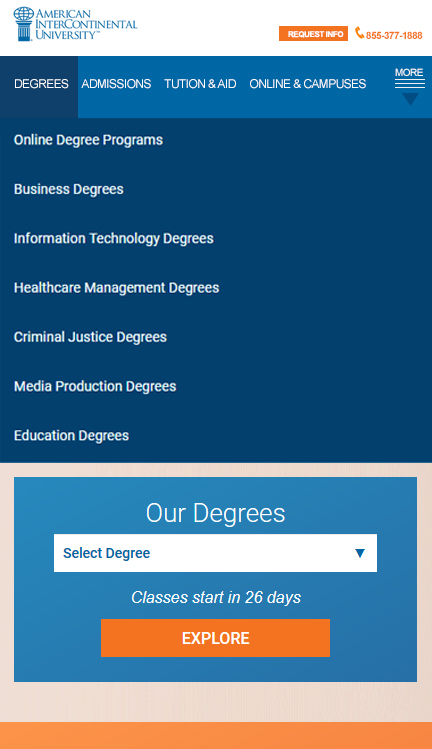 AMERICAN
INTERCONTINENTAL
UNIVERSITY™
REQUEST INFO
855-377-1888
DEGREES
ADMISSIONS
TUTION & AID
ONLINE & CAMPUSES
MORE
Online Degree Programs
Business Degrees
Information Technology Degrees
Healthcare Management Degrees
Criminal Justice Degrees
Media Production Degrees
Education Degrees
Our Degrees
Select Degree
Classes start in 26 days
EXPLORE